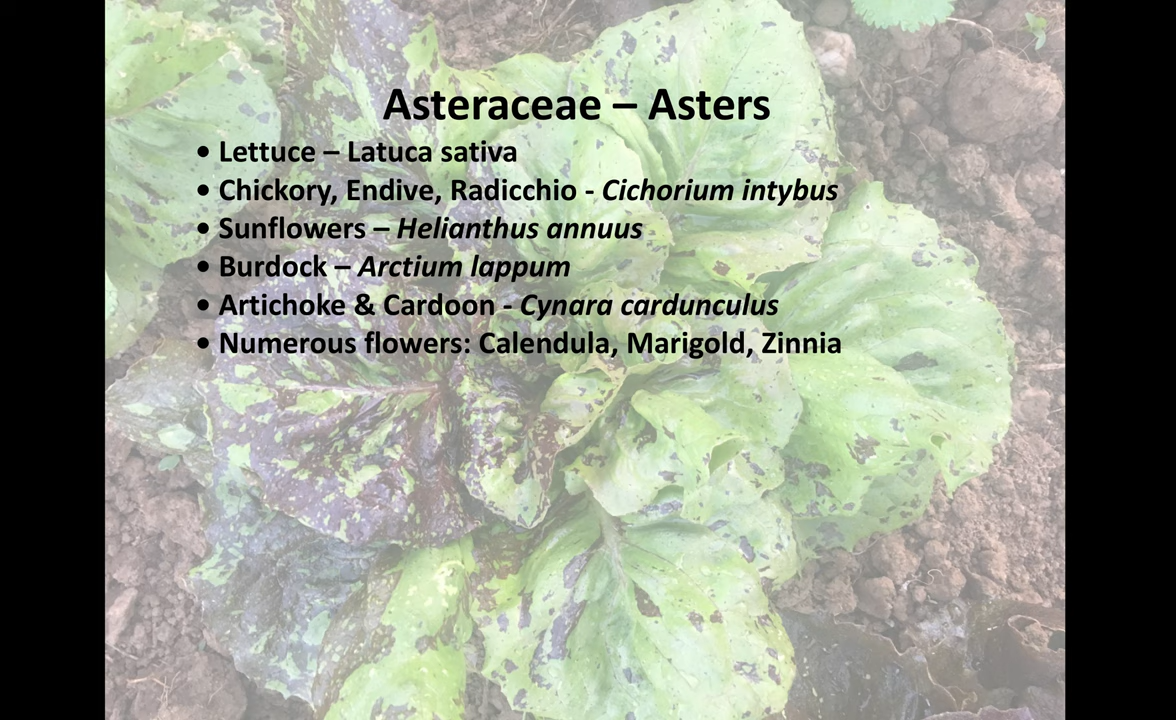 Asteraceae – Asters
• Lettuce – Latuca sativa
• Chickory, Endive, Radicchio - Cichorium intybus
• Sunflowers – Helianthus annuus
• Burdock – Arctium lappum
• Artichoke & Cardoon - Cynara cardunculus
• Numerous flowers: Calendula, Marigold, Zinnia